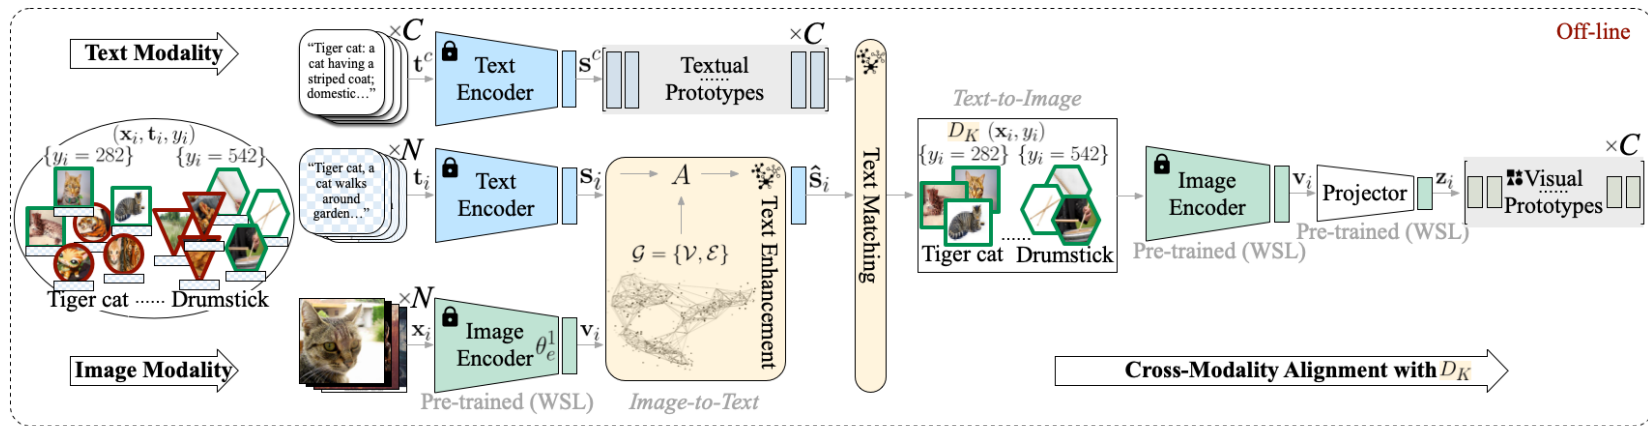 Off-line
Text Modality
×C
“Tiger cat: a
cat having a
striped coat;
domestic…”
t^c
Text
Encoder
s^c
×C
Textual
......
Prototypes
(x_i, t_i, y_i)
{y_i = 282} {y_i = 542}
Tiger cat ...... Drumstick
×N
“Tiger cat, a
cat walks
around
garden…”
t_i
Text
Encoder
s_i
A
G = {V, E}
Text Enhancement
ŝ_i
Image-to-Text
Image Modality
×N
x_i
Image
Encoder θ_e^1
v_i
Pre-trained (WSL)
Text Matching
Text-to-Image
D_K (x_i, y_i)
{y_i = 282} {y_i = 542}
Tiger cat ...... Drumstick
Image
Encoder
Pre-trained (WSL)
v_i
Projector
Pre-trained (WSL)
z_i
×C
Visual
......
Prototypes
Cross-Modality Alignment with D_K